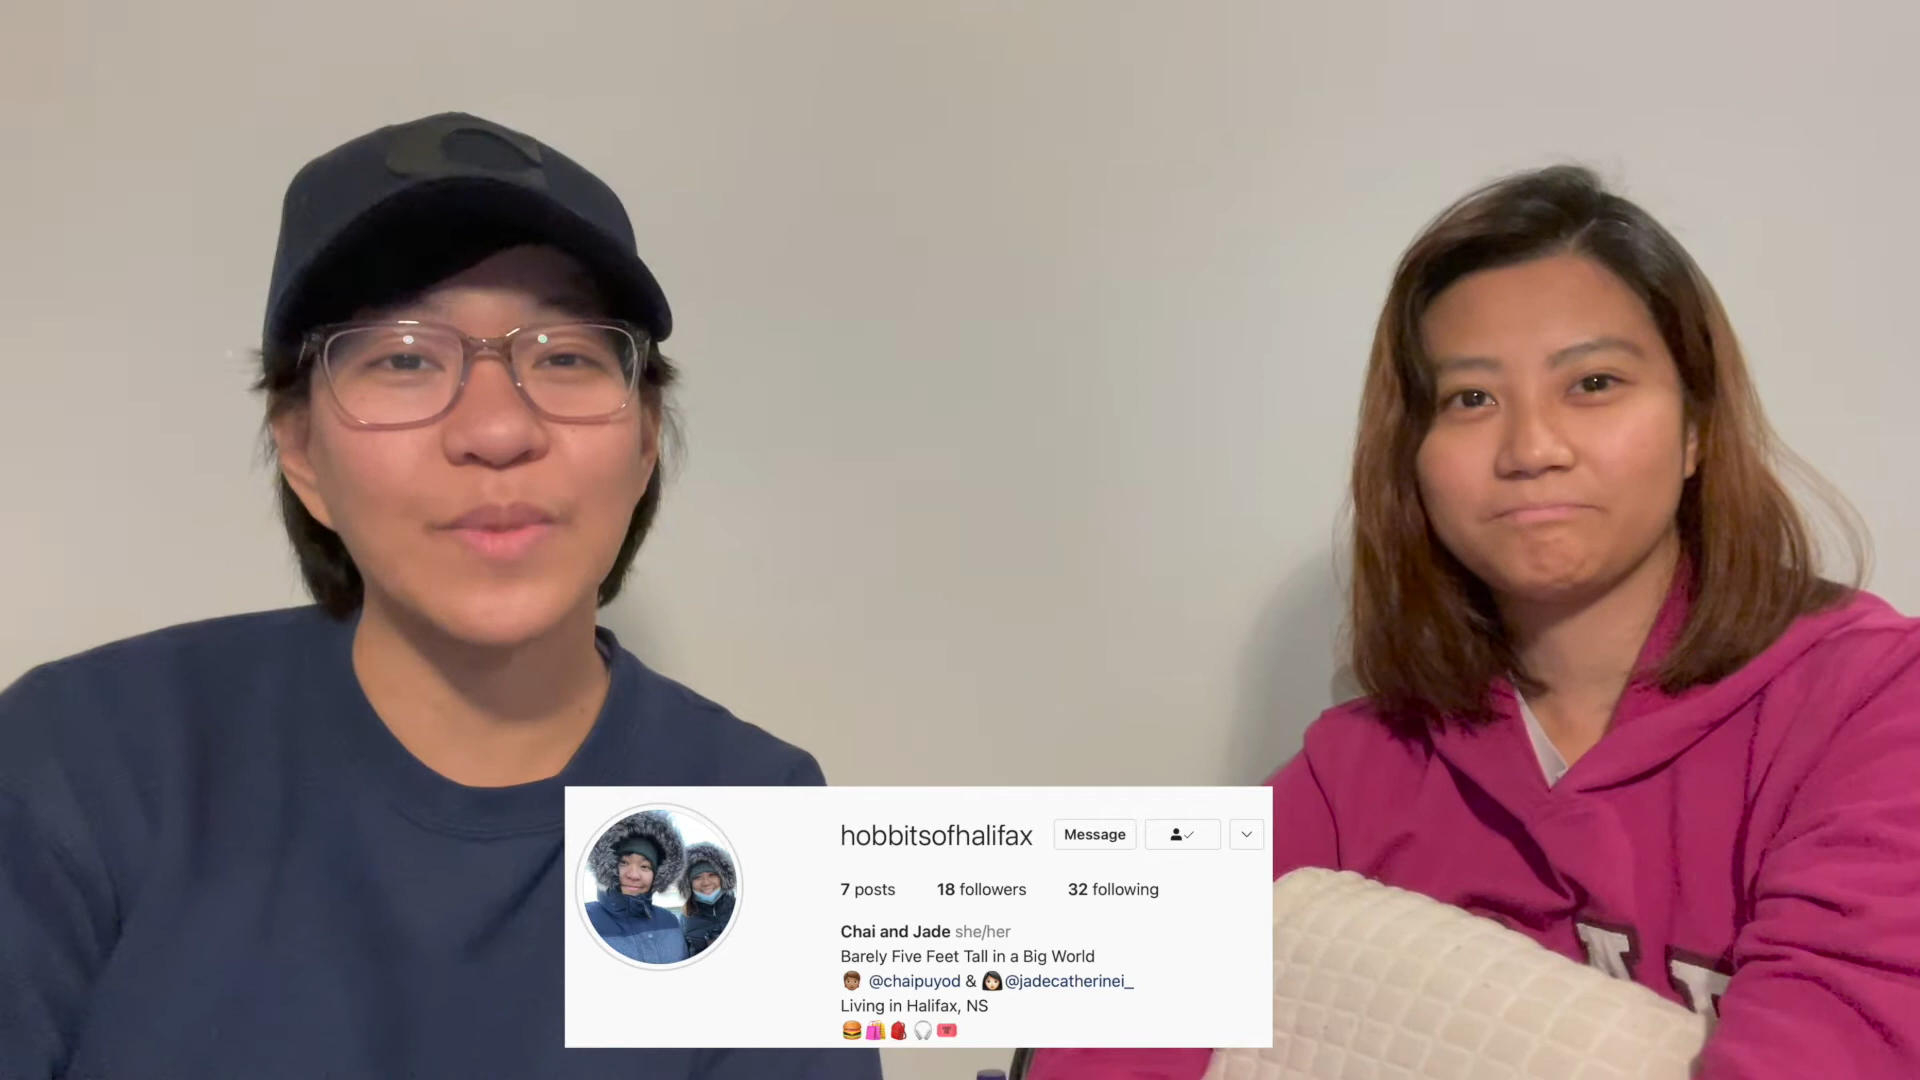 hobbitsofhalifax Message
7 posts 18 followers 32 following
Chai and Jade she/her
Barely Five Feet Tall in a Big World
@chaipuyod & @jadecatherinei_
Living in Halifax, NS